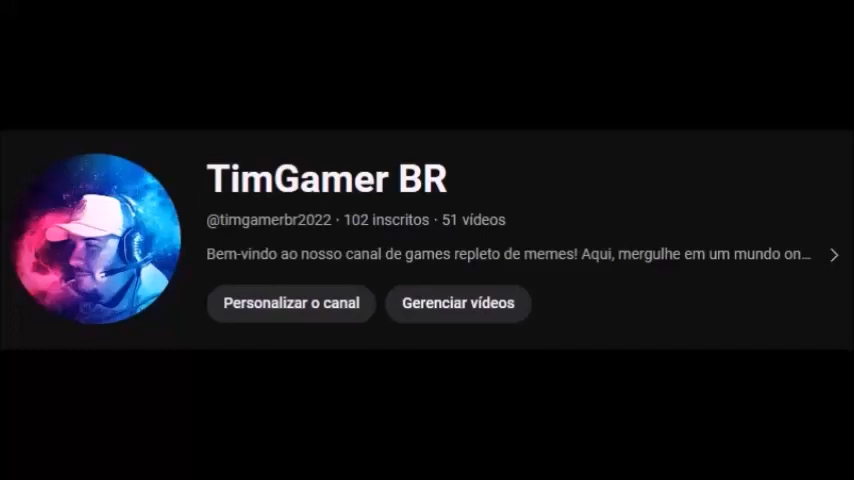 TimGamer BR
@timgamerbr2022 · 102 inscritos · 51 vídeos
Bem-vindo ao nosso canal de games repleto de memes! Aqui, mergulhe em um mundo on...
Personalizar o canal
Gerenciar vídeos